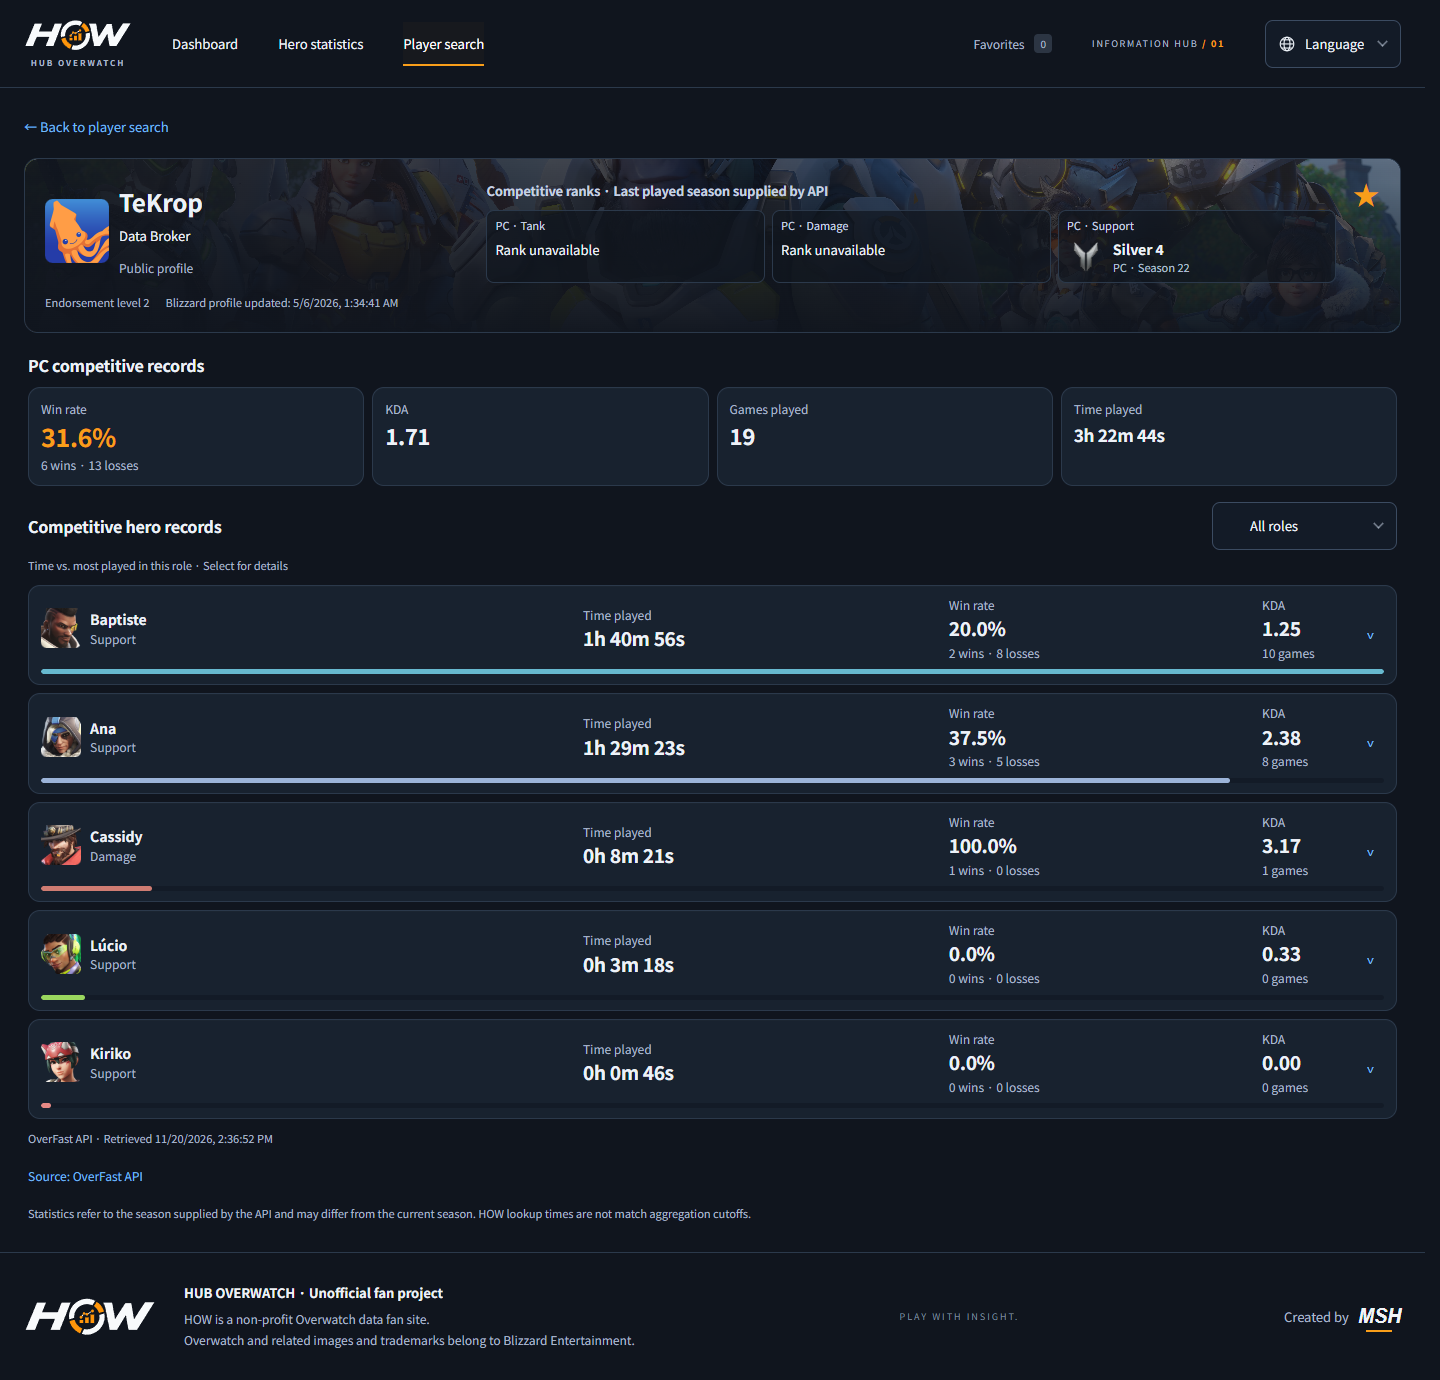 HOW
HUB OVERWATCH
Dashboard
Hero statistics
Player search
Favorites 0
INFORMATION HUB / 01
Language
← Back to player search
TeKrop
Data Broker
Public profile
Endorsement level 2
Blizzard profile updated: 5/6/2026, 1:34:41 AM
Competitive ranks · Last played season supplied by API
PC · Tank
Rank unavailable
PC · Damage
Rank unavailable
PC · Support
Silver 4
PC · Season 22
PC competitive records
Win rate
31.6%
6 wins · 13 losses
KDA
1.71
Games played
19
Time played
3h 22m 44s
Competitive hero records
All roles
Time vs. most played in this role · Select for details
Baptiste
Support
Time played
1h 40m 56s
Win rate
20.0%
2 wins · 8 losses
KDA
1.25
10 games
v
Ana
Support
Time played
1h 29m 23s
Win rate
37.5%
3 wins · 5 losses
KDA
2.38
8 games
v
Cassidy
Damage
Time played
0h 8m 21s
Win rate
100.0%
1 wins · 0 losses
KDA
3.17
1 games
v
Lúcio
Support
Time played
0h 3m 18s
Win rate
0.0%
0 wins · 0 losses
KDA
0.33
0 games
v
Kiriko
Support
Time played
0h 0m 46s
Win rate
0.0%
0 wins · 0 losses
KDA
0.00
0 games
v
OverFast API · Retrieved 11/20/2026, 2:36:52 PM
Source: OverFast API
Statistics refer to the season supplied by the API and may differ from the current season. HOW lookup times are not match aggregation cutoffs.
HOW
HUB OVERWATCH · Unofficial fan project
HOW is a non-profit Overwatch data fan site.
Overwatch and related images and trademarks belong to Blizzard Entertainment.
PLAY WITH INSIGHT.
Created by MSH